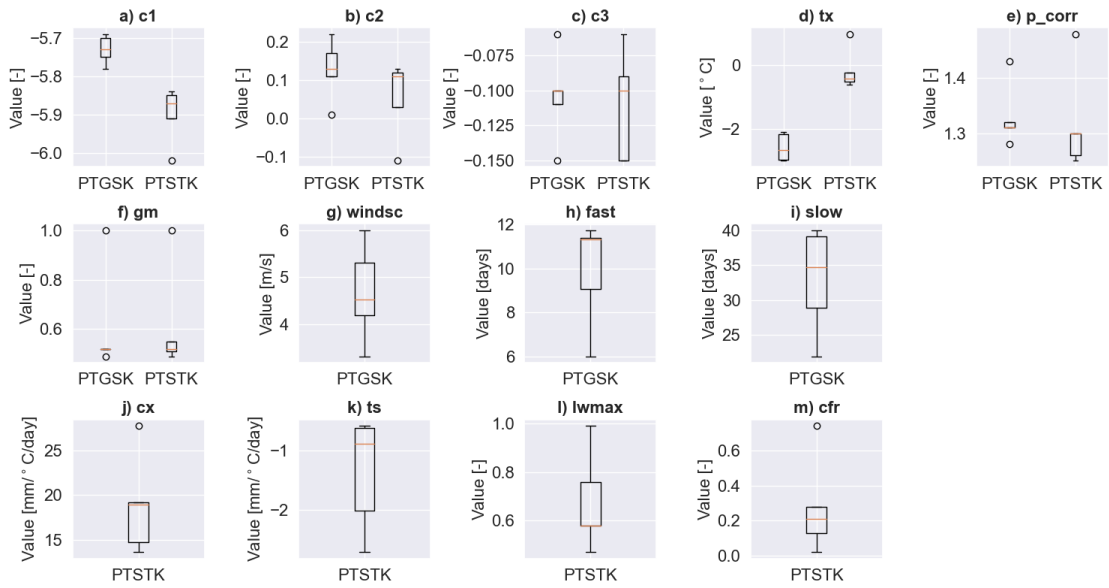 a) c1
Value [-]
−5.7
−5.8
−5.9
−6.0
PTGSK PTSTK
b) c2
Value [-]
0.2
0.1
0.0
−0.1
PTGSK PTSTK
c) c3
Value [-]
−0.075
−0.100
−0.125
−0.150
PTGSK PTSTK
d) tx
Value [°C]
0
−2
PTGSK PTSTK
e) p_corr
Value [-]
1.4
1.3
PTGSK PTSTK
f) gm
Value [-]
1.0
0.6
PTGSK PTSTK
g) windsc
Value [m/s]
6
5
4
PTGSK
h) fast
Value [days]
12
10
8
6
PTGSK
i) slow
Value [days]
40
35
30
25
PTGSK
j) cx
Value [mm/°C/day]
25
20
15
PTSTK
k) ts
Value [mm/°C/day]
−1
−2
PTSTK
l) lwmax
Value [-]
1.0
0.8
0.6
PTSTK
m) cfr
Value [-]
0.6
0.4
0.2
0.0
PTSTK